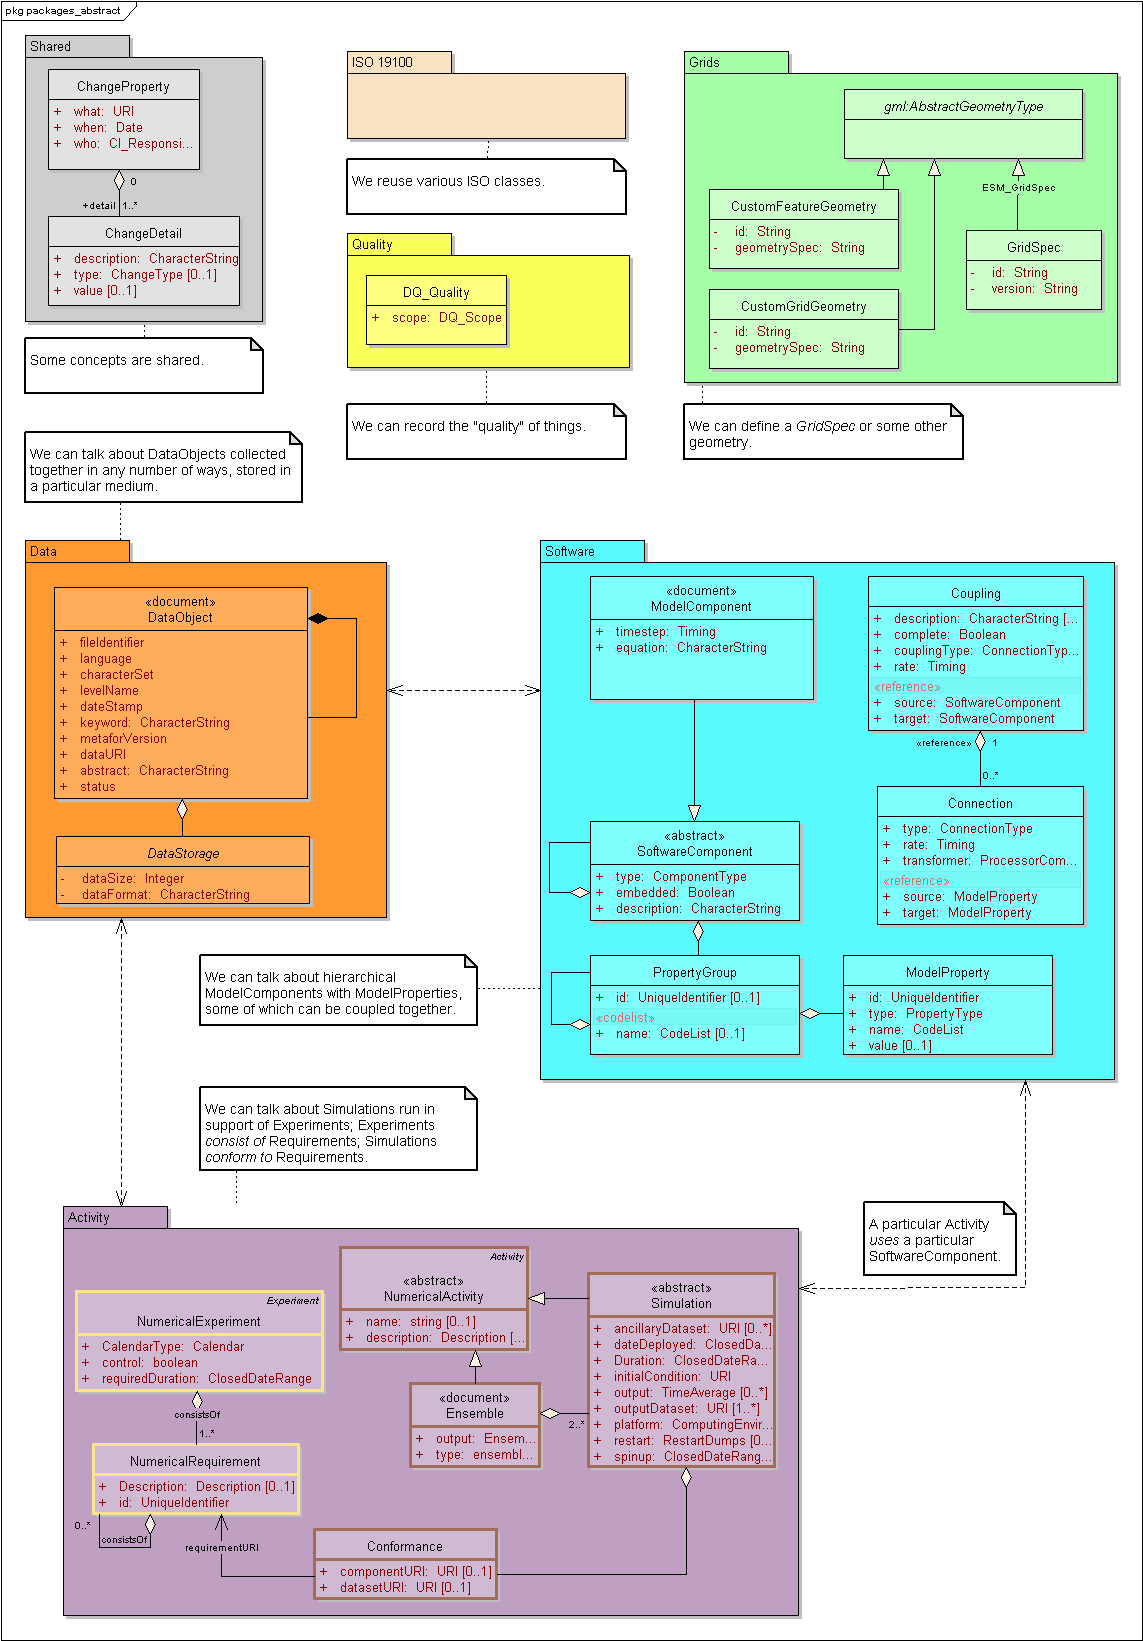 pkg packages_abstract
Shared
ChangeProperty
+ what: URI
+ when: Date
+ who: CI_Responsi...
0
+detail 1..*
ChangeDetail
+ description: CharacterString
+ type: ChangeType [0..1]
+ value [0..1]
Some concepts are shared.
ISO 19100
We reuse various ISO classes.
Quality
DQ_Quality
+ scope: DQ_Scope
We can record the "quality" of things.
Grids
gml:AbstractGeometryType
ESM_GridSpec
CustomFeatureGeometry
- id: String
- geometrySpec: String
GridSpec
- id: String
- version: String
CustomGridGeometry
- id: String
- geometrySpec: String
We can define a GridSpec or some other
geometry.
We can talk about DataObjects collected
together in any number of ways, stored in
a particular medium.
Data
«document»
DataObject
+ fileIdentifier
+ language
+ characterSet
+ levelName
+ dateStamp
+ keyword: CharacterString
+ metaforVersion
+ dataURI
+ abstract: CharacterString
+ status
DataStorage
- dataSize: Integer
- dataFormat: CharacterString
Software
«document»
ModelComponent
+ timestep: Timing
+ equation: CharacterString
Coupling
+ description: CharacterString [...
+ complete: Boolean
+ couplingType: ConnectionTyp...
+ rate: Timing
«reference»
+ source: SoftwareComponent
+ target: SoftwareComponent
«reference» 1
0..*
Connection
+ type: ConnectionType
+ rate: Timing
+ transformer: ProcessorCom...
«reference»
+ source: ModelProperty
+ target: ModelProperty
«abstract»
SoftwareComponent
+ type: ComponentType
+ embedded: Boolean
+ description: CharacterString
PropertyGroup
+ id: UniqueIdentifier [0..1]
«codelist»
+ name: CodeList [0..1]
ModelProperty
+ id: UniqueIdentifier
+ type: PropertyType
+ name: CodeList
+ value [0..1]
We can talk about hierarchical
ModelComponents with ModelProperties,
some of which can be coupled together.
We can talk about Simulations run in
support of Experiments; Experiments
consist of Requirements; Simulations
conform to Requirements.
A particular Activity
uses a particular
SoftwareComponent.
Activity
Experiment
NumericalExperiment
+ CalendarType: Calendar
+ control: boolean
+ requiredDuration: ClosedDateRange
consistsOf
1..*
NumericalRequirement
+ Description: Description [0..1]
+ id: UniqueIdentifier
0..*
consistsOf
requirementURI
Activity
«abstract»
NumericalActivity
+ name: string [0..1]
+ description: Description [...
«document»
Ensemble
+ output: Ensem...
+ type: ensembl...
2..*
«abstract»
Simulation
+ ancillaryDataset: URI [0..*]
+ dateDeployed: ClosedDa...
+ Duration: ClosedDateRa...
+ initialCondition: URI
+ output: TimeAverage [0..*]
+ outputDataset: URI [1..*]
+ platform: ComputingEnvir...
+ restart: RestartDumps [0...
+ spinup: ClosedDateRang...
Conformance
+ componentURI: URI [0..1]
+ datasetURI: URI [0..1]